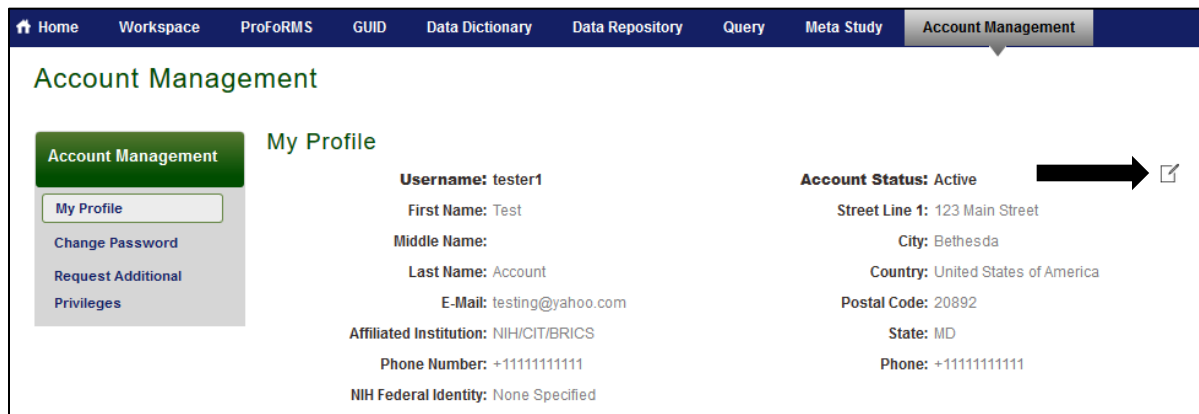 Home Workspace ProFoRMS GUID Data Dictionary Data Repository Query Meta Study Account Management
Account Management
Account Management
My Profile
Change Password
Request Additional
Privileges
My Profile
Username: tester1
First Name: Test
Middle Name:
Last Name: Account
E-Mail: testing@yahoo.com
Affiliated Institution: NIH/CIT/BRICS
Phone Number: +11111111111
NIH Federal Identity: None Specified
Account Status: Active
Street Line 1: 123 Main Street
City: Bethesda
Country: United States of America
Postal Code: 20892
State: MD
Phone: +11111111111